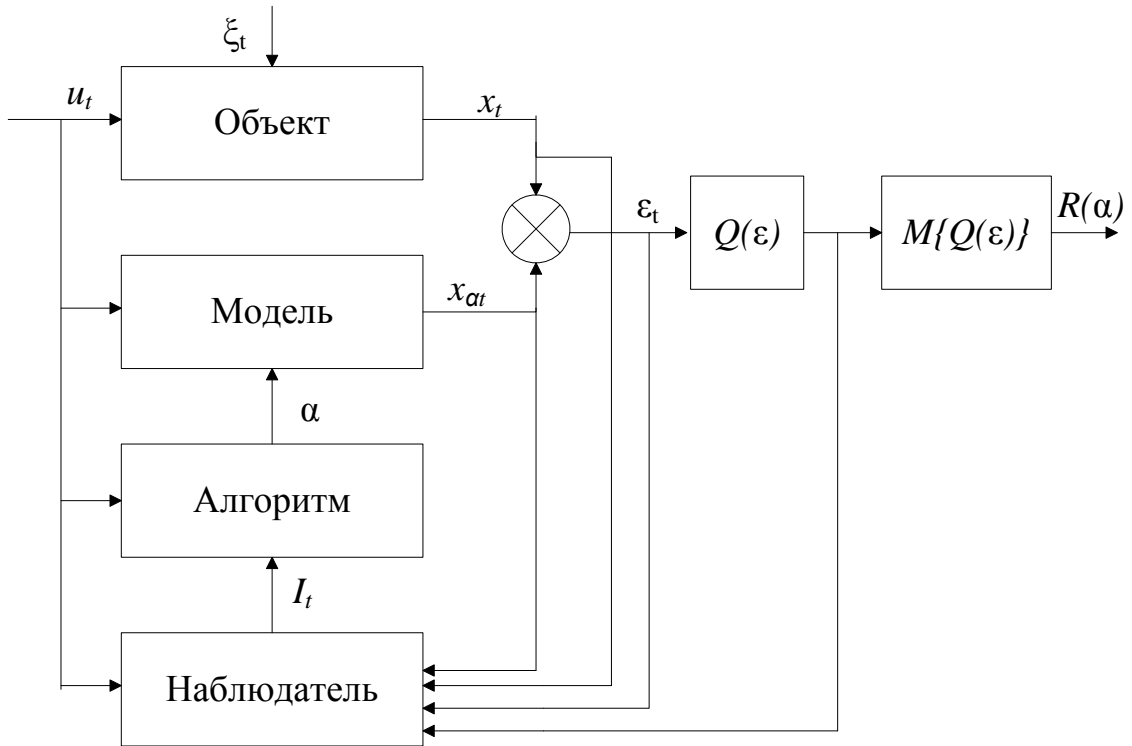 ξt
ut
Объект
xt
εt
Q(ε)
M{Q(ε)}
R(α)
Модель
xαt
α
Алгоритм
It
Наблюдатель